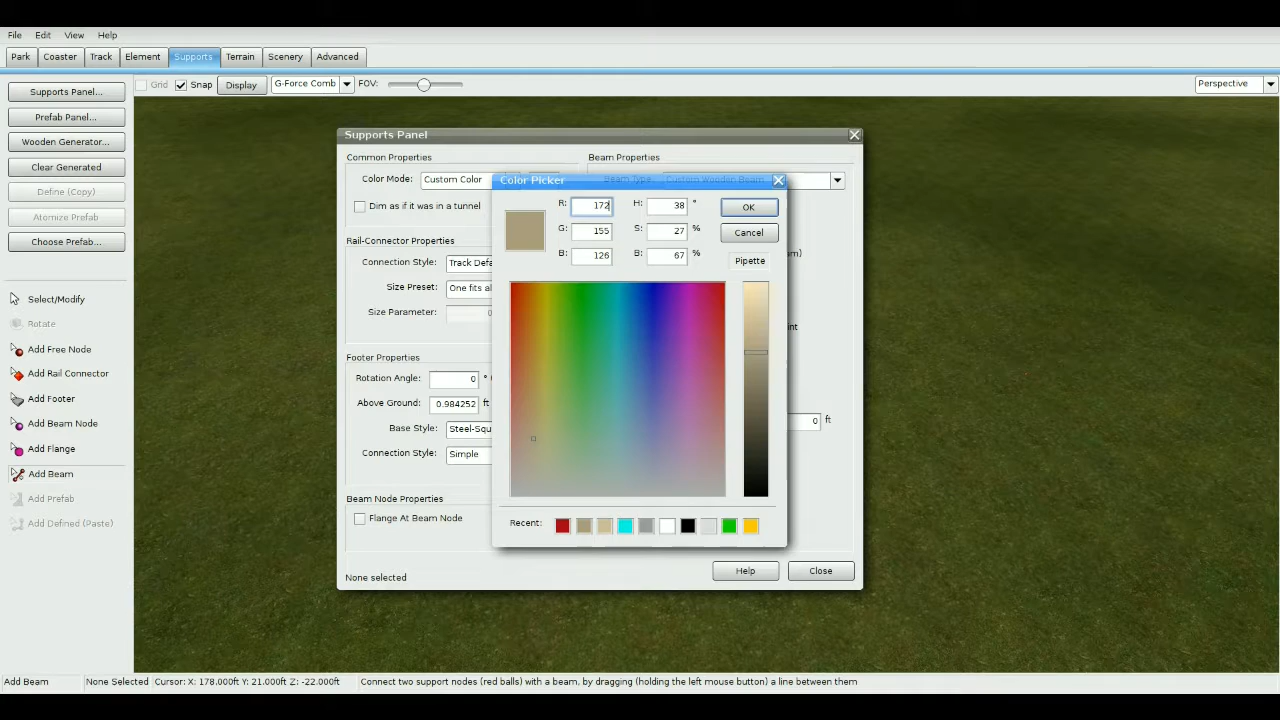 File Edit View Help
Park Coaster Track Element Supports Terrain Scenery Advanced
Grid Snap Display G-Force Comb FOV: Perspective
Supports Panel...
Prefab Panel...
Wooden Generator...
Clear Generated
Define (Copy)
Atomize Prefab
Choose Prefab...
Select/Modify
Rotate
Add Free Node
Add Rail Connector
Add Footer
Add Beam Node
Add Flange
Add Beam
Add Prefab
Add Defined (Paste)
Supports Panel
Common Properties
Color Mode: Custom Color
Dim as if it was in a tunnel
Rail-Connector Properties
Connection Style: Track Defa
Size Preset: One fits al
Size Parameter: 0
Footer Properties
Rotation Angle: 0 °
Above Ground: 0.984252 ft
Base Style: Steel-Squ
Connection Style: Simple
Beam Node Properties
Flange At Beam Node
None selected
Beam Properties
Beam Type: Custom Wooden Beam
am)
int
0 ft
Help Close
Color Picker
R: 172 H: 38 ° OK
G: 155 S: 27 % Cancel
B: 126 B: 67 % Pipette
Recent:
Add Beam None Selected Cursor: X: 178.000ft Y: 21.000ft Z: -22.000ft Connect two support nodes (red balls) with a beam, by dragging (holding the left mouse button) a line between them